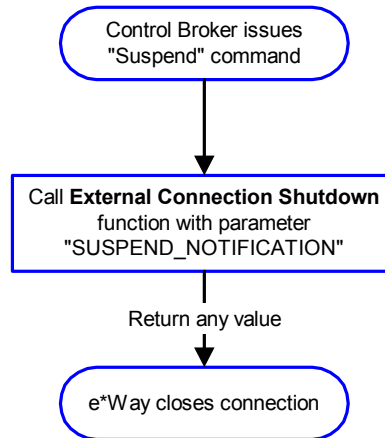 Control Broker issues
"Suspend" command
Call External Connection Shutdown
function with parameter
"SUSPEND_NOTIFICATION"
Return any value
e*Way closes connection